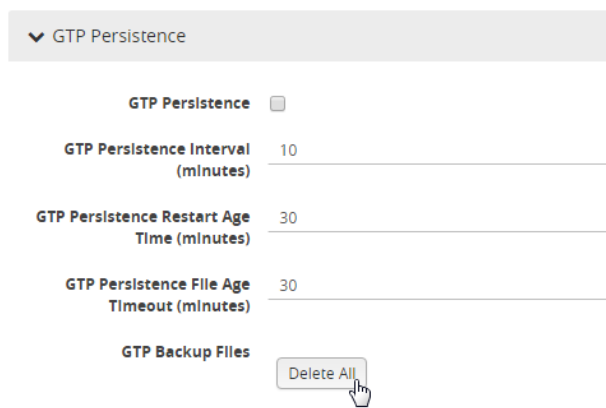 GTP Persistence
GTP Persistence
GTP Persistence Interval
(minutes)
10
GTP Persistence Restart Age
Time (minutes)
30
GTP Persistence File Age
Timeout (minutes)
30
GTP Backup Files
Delete All